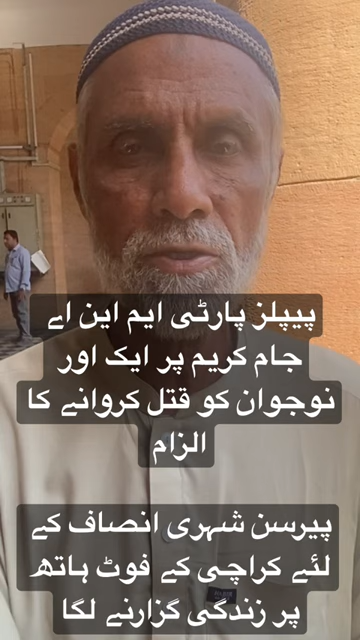 پیپلز پارٹی ایم این اے
جام کریم پر ایک اور
نوجوان کو قتل کروانے کا
الزام
پیرسن شہری انصاف کے
لئے کراچی کے فوٹ ہاتھ
پر زندگی گزارنے لگا